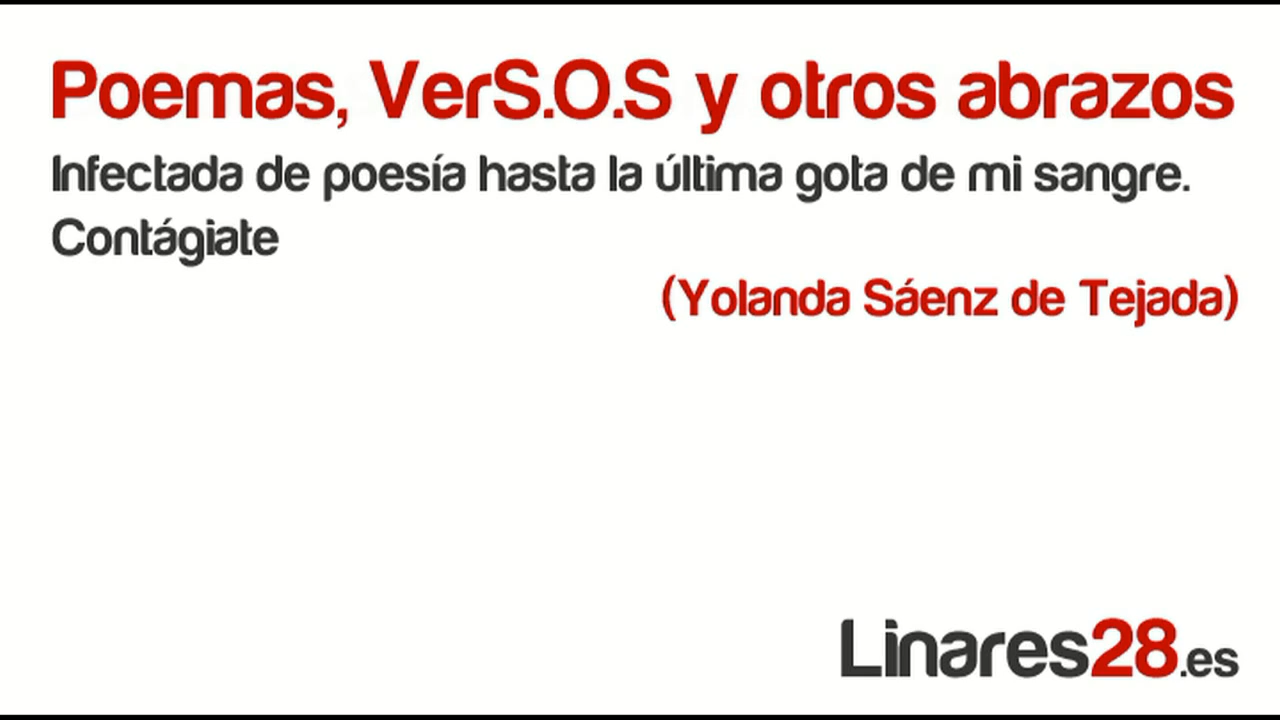 Poemas, VerS.O.S y otros abrazos
Infectada de poesía hasta la última gota de mi sangre.
Contágiate
(Yolanda Sáenz de Tejada)
Linares28.es